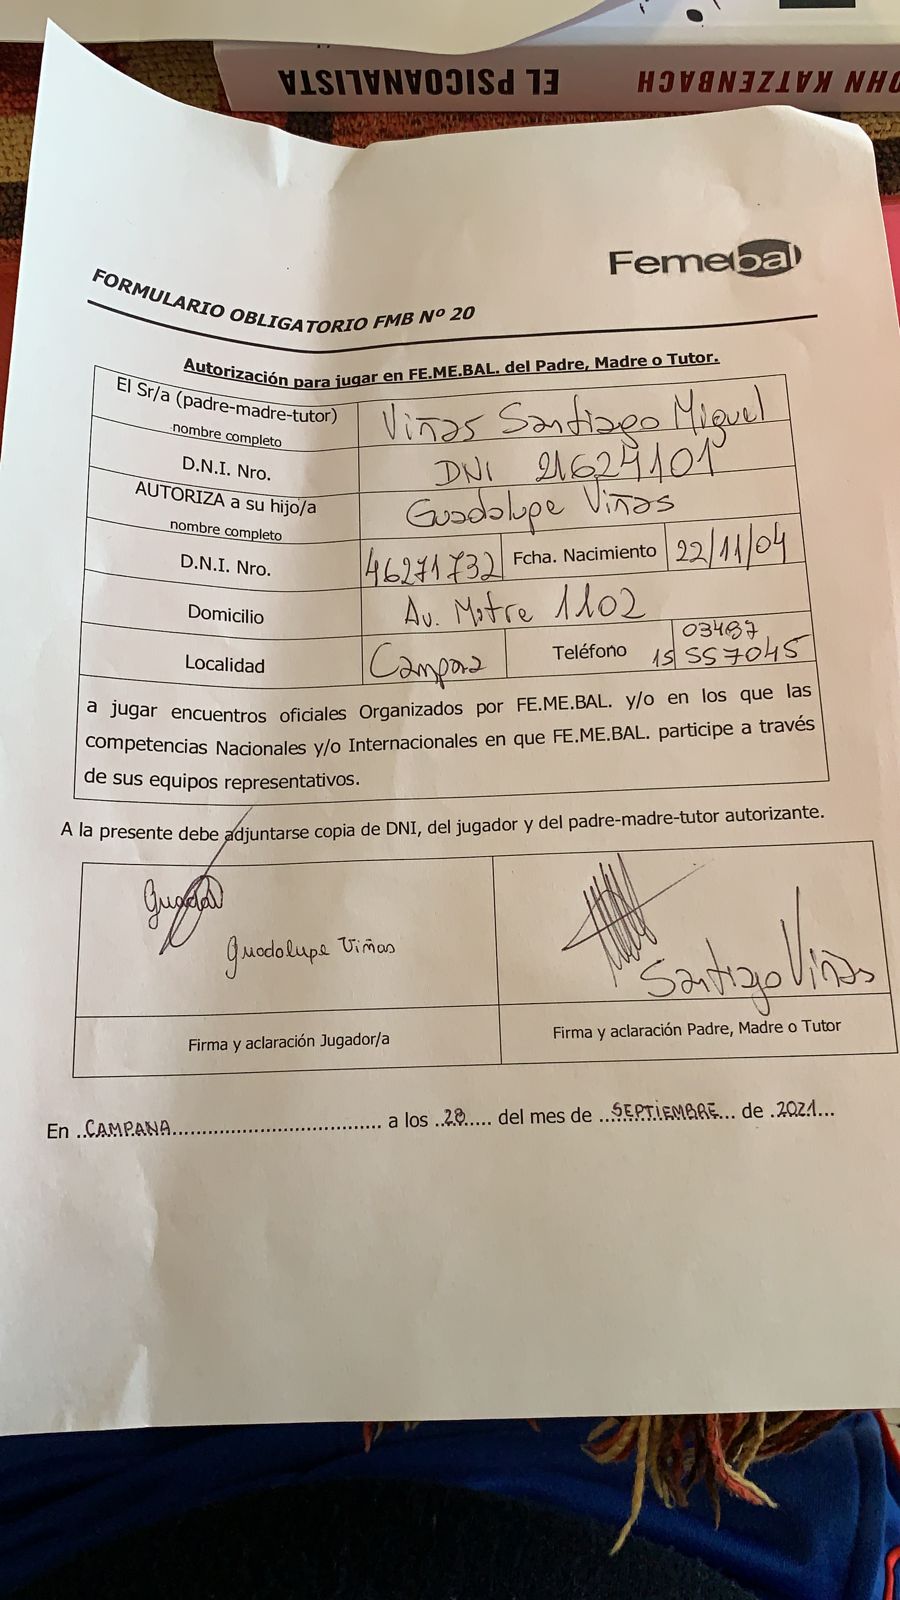 EL PSICOANALISTA
OHN KATZENBACH
Femebal
FORMULARIO OBLIGATORIO FMB Nº 20
Autorización para jugar en FE.ME.BAL. del Padre, Madre o Tutor.
El Sr/a (padre-madre-tutor)
nombre completo
Viñas Santiago Miguel
D.N.I. Nro.
DNI 21624101
AUTORIZA a su hijo/a
nombre completo
Guadalupe Viñas
D.N.I. Nro.
46271732
Fcha. Nacimiento
22/11/04
Domicilio
Av. Mitre 1102
Localidad
Campana
Teléfono
03487
15 557045
a jugar encuentros oficiales Organizados por FE.ME.BAL. y/o en los que las
competencias Nacionales y/o Internacionales en que FE.ME.BAL. participe a través
de sus equipos representativos.
A la presente debe adjuntarse copia de DNI, del jugador y del padre-madre-tutor autorizante.
Guadalupe Viñas
Santiago Viñas
Firma y aclaración Jugador/a
Firma y aclaración Padre, Madre o Tutor
En ..CAMPANA.................................... a los ..28..... del mes de ...SEPTIEMBRE... de .2021...